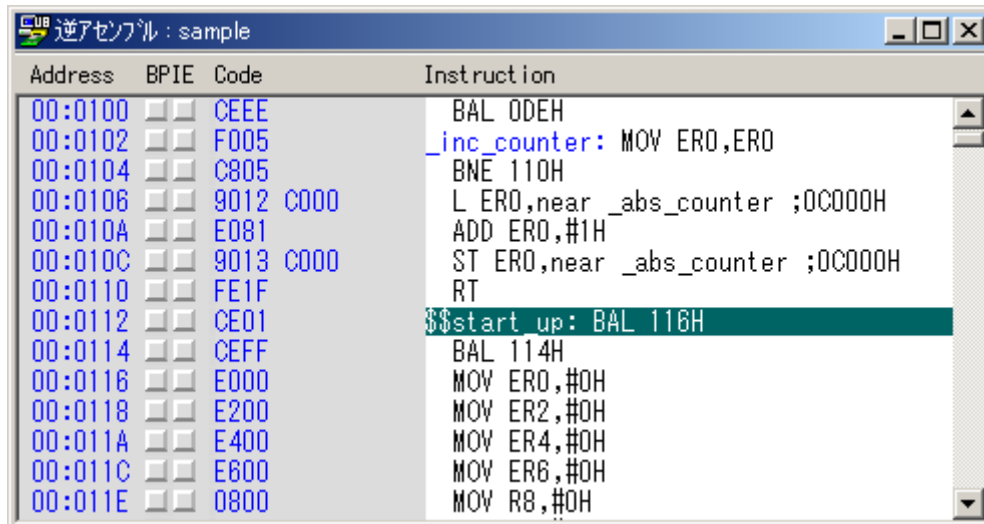 逆アセンブル : sample
Address BPIE Code Instruction
00:0100 CEEE BAL 0DEH
00:0102 F005 _inc_counter: MOV ER0,ER0
00:0104 C805 BNE 110H
00:0106 9012 C000 L ER0,near _abs_counter ;0C000H
00:010A E081 ADD ER0,#1H
00:010C 9013 C000 ST ER0,near _abs_counter ;0C000H
00:0110 FE1F RT
00:0112 CE01 $$start_up: BAL 116H
00:0114 CEFF BAL 114H
00:0116 E000 MOV ER0,#0H
00:0118 E200 MOV ER2,#0H
00:011A E400 MOV ER4,#0H
00:011C E600 MOV ER6,#0H
00:011E 0800 MOV R8,#0H